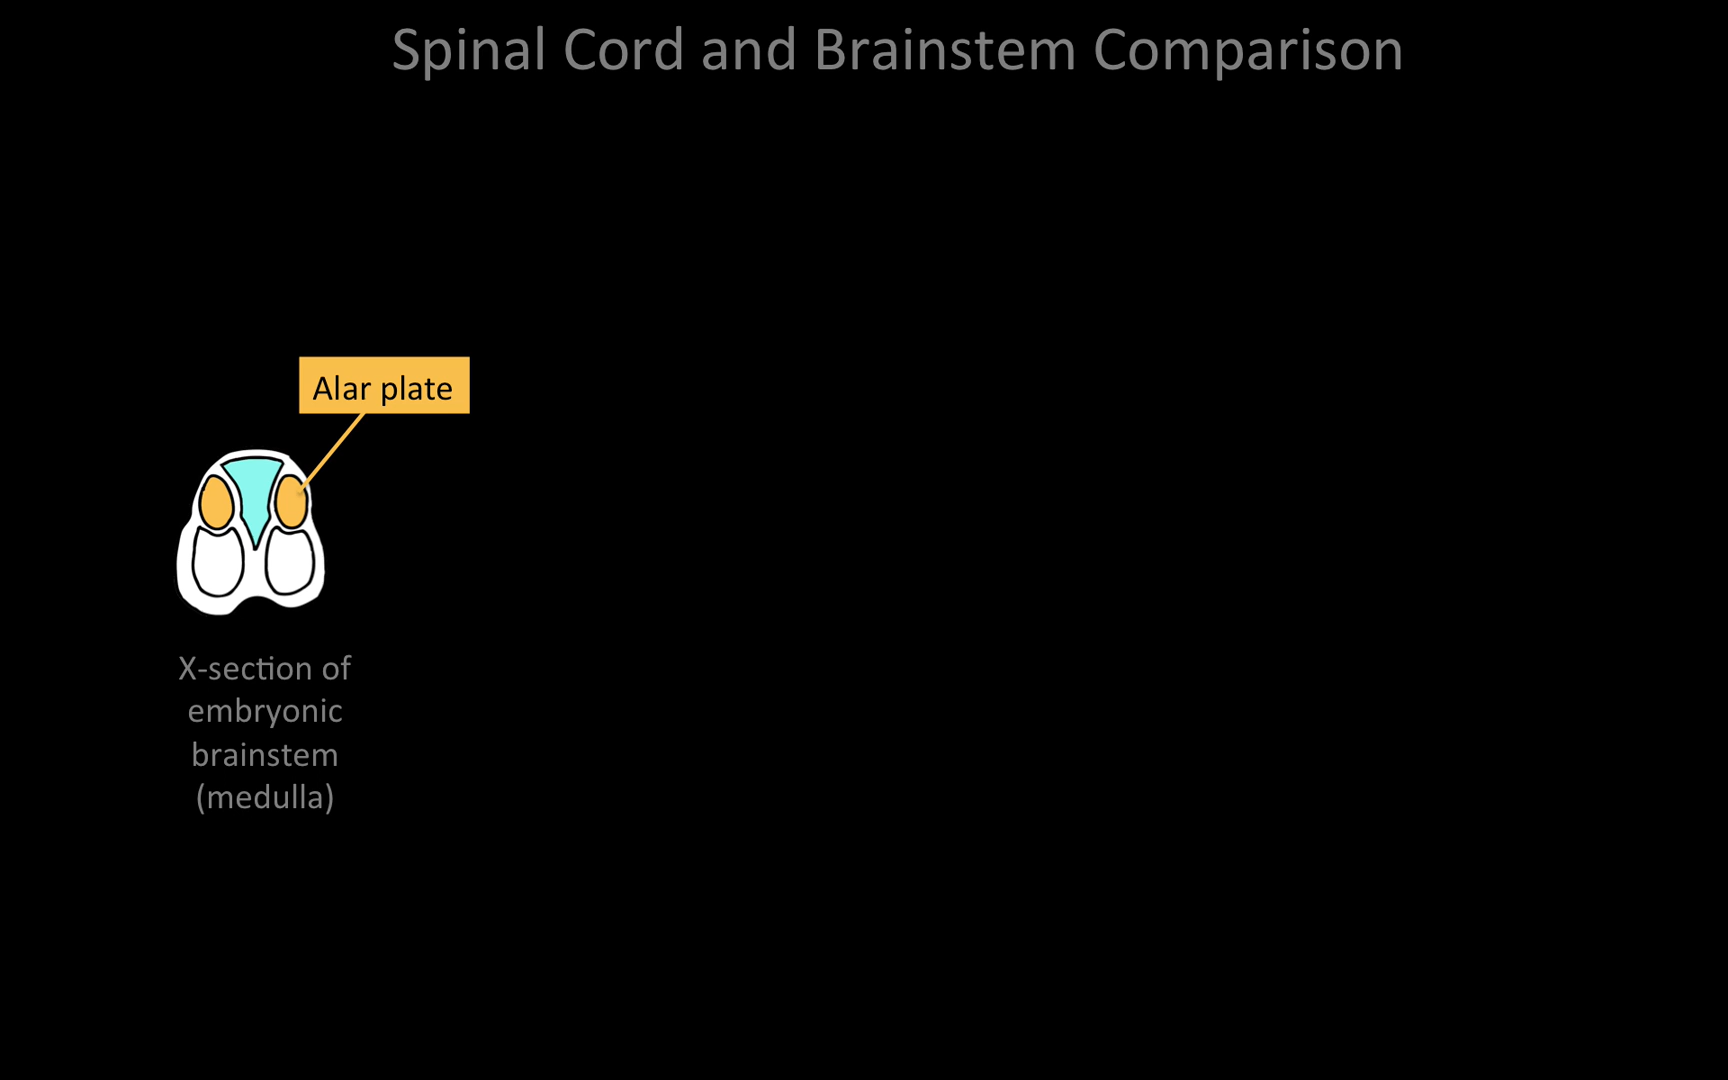 Spinal Cord and Brainstem Comparison
Alar plate
X-section of
embryonic
brainstem
(medulla)